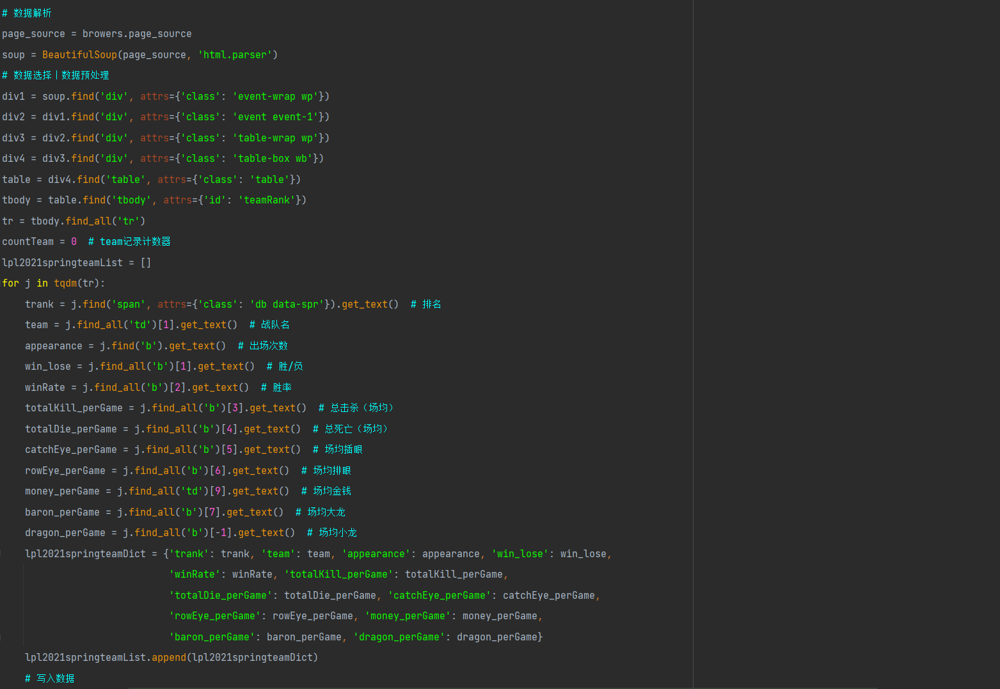 # 数据解析
page_source = browers.page_source
soup = BeautifulSoup(page_source, 'html.parser')
# 数据选择丨数据预处理
div1 = soup.find('div', attrs={'class': 'event-wrap wp'})
div2 = div1.find('div', attrs={'class': 'event event-1'})
div3 = div2.find('div', attrs={'class': 'table-wrap wp'})
div4 = div3.find('div', attrs={'class': 'table-box wb'})
table = div4.find('table', attrs={'class': 'table'})
tbody = table.find('tbody', attrs={'id': 'teamRank'})
tr = tbody.find_all('tr')
countTeam = 0  # team记录计数器
lpl2021springteamList = []
for j in tqdm(tr):
    trank = j.find('span', attrs={'class': 'db data-spr'}).get_text()  # 排名
    team = j.find_all('td')[1].get_text()  # 战队名
    appearance = j.find('b').get_text()  # 出场次数
    win_lose = j.find_all('b')[1].get_text()  # 胜/负
    winRate = j.find_all('b')[2].get_text()  # 胜率
    totalKill_perGame = j.find_all('b')[3].get_text()  # 总击杀（场均）
    totalDie_perGame = j.find_all('b')[4].get_text()  # 总死亡（场均）
    catchEye_perGame = j.find_all('b')[5].get_text()  # 场均插眼
    rowEye_perGame = j.find_all('b')[6].get_text()  # 场均排眼
    money_perGame = j.find_all('td')[9].get_text()  # 场均金钱
    baron_perGame = j.find_all('b')[7].get_text()  # 场均大龙
    dragon_perGame = j.find_all('b')[-1].get_text()  # 场均小龙
    lpl2021springteamDict = {'trank': trank, 'team': team, 'appearance': appearance, 'win_lose': win_lose,
                             'winRate': winRate, 'totalKill_perGame': totalKill_perGame,
                             'totalDie_perGame': totalDie_perGame, 'catchEye_perGame': catchEye_perGame,
                             'rowEye_perGame': rowEye_perGame, 'money_perGame': money_perGame,
                             'baron_perGame': baron_perGame, 'dragon_perGame': dragon_perGame}
    lpl2021springteamList.append(lpl2021springteamDict)
    # 写入数据